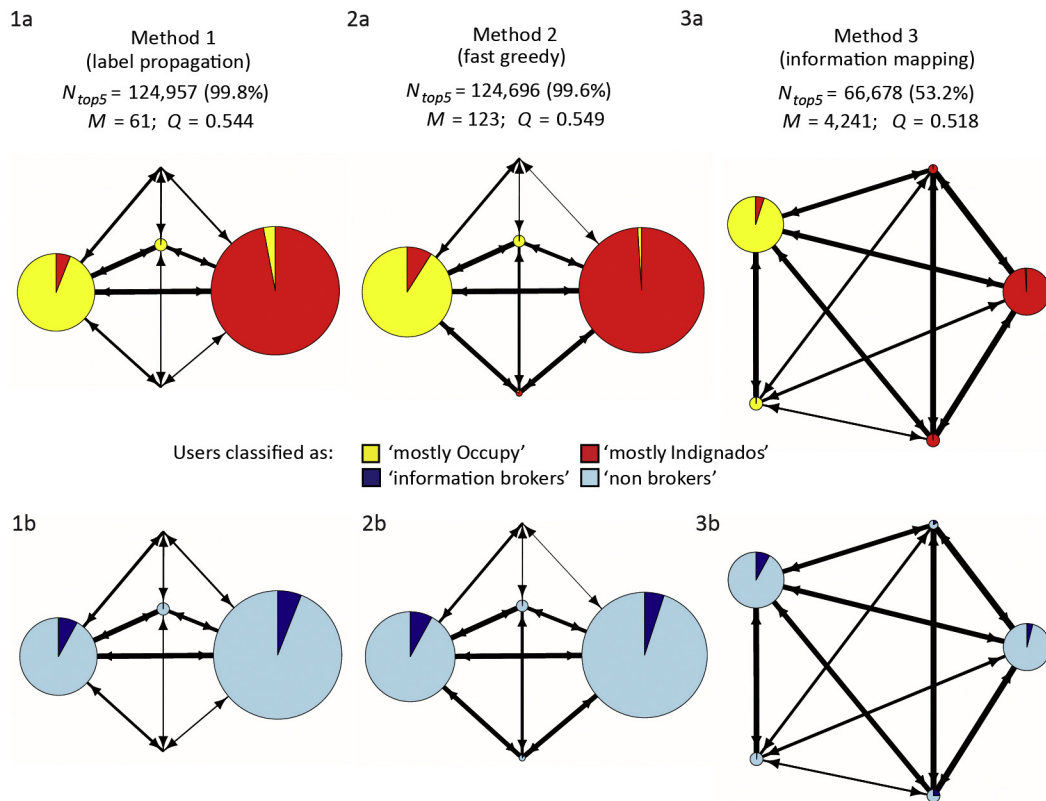 1a
Method 1
(label propagation)
N_top5 = 124,957 (99.8%)
M = 61; Q = 0.544
2a
Method 2
(fast greedy)
N_top5 = 124,696 (99.6%)
M = 123; Q = 0.549
3a
Method 3
(information mapping)
N_top5 = 66,678 (53.2%)
M = 4,241; Q = 0.518
Users classified as: 'mostly Occupy' 'mostly Indignados'
'information brokers' 'non brokers'
1b
2b
3b